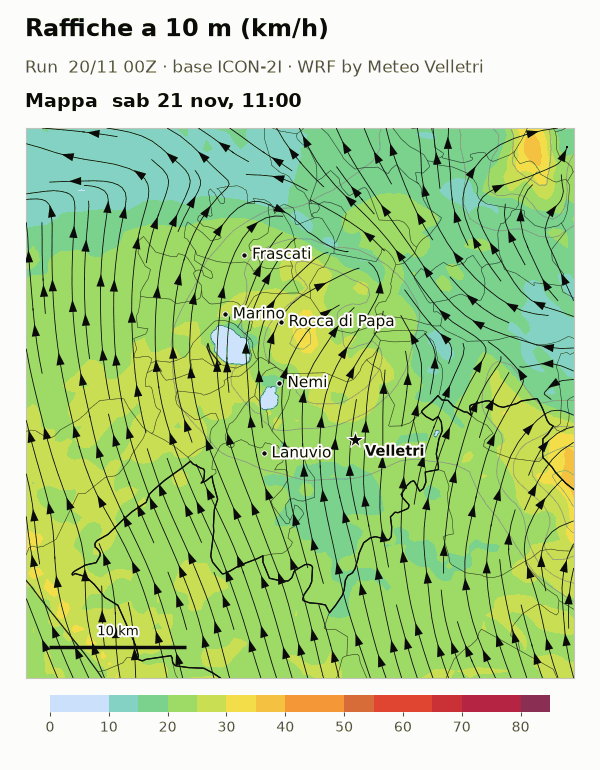 Raffiche a 10 m (km/h)
Run  20/11 00Z · base ICON-2I · WRF by Meteo Velletri
Mappa  sab 21 nov, 11:00
Frascati
Marino
Rocca di Papa
Nemi
Velletri
Lanuvio
10 km
0 10 20 30 40 50 60 70 80